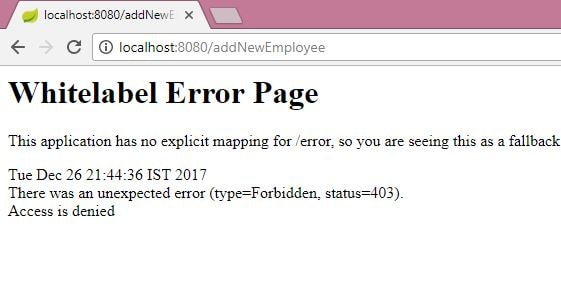 localhost:8080/addNewE
localhost:8080/addNewEmployee
Whitelabel Error Page
This application has no explicit mapping for /error, so you are seeing this as a fallback
Tue Dec 26 21:44:36 IST 2017
There was an unexpected error (type=Forbidden, status=403).
Access is denied